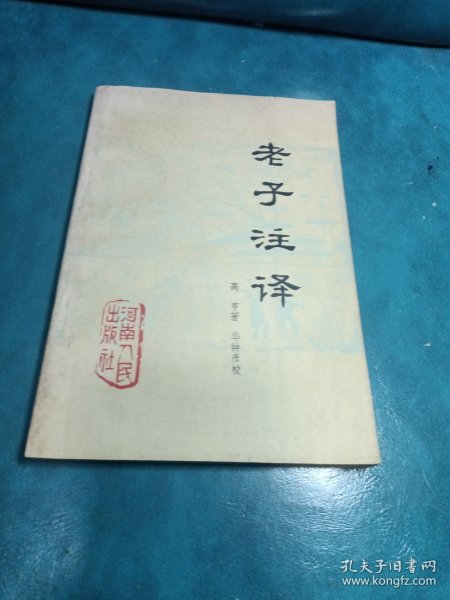 老子注译
高亨著 华钟彦校
河南人民
出版社
孔夫子旧书网
www.kongfz.com